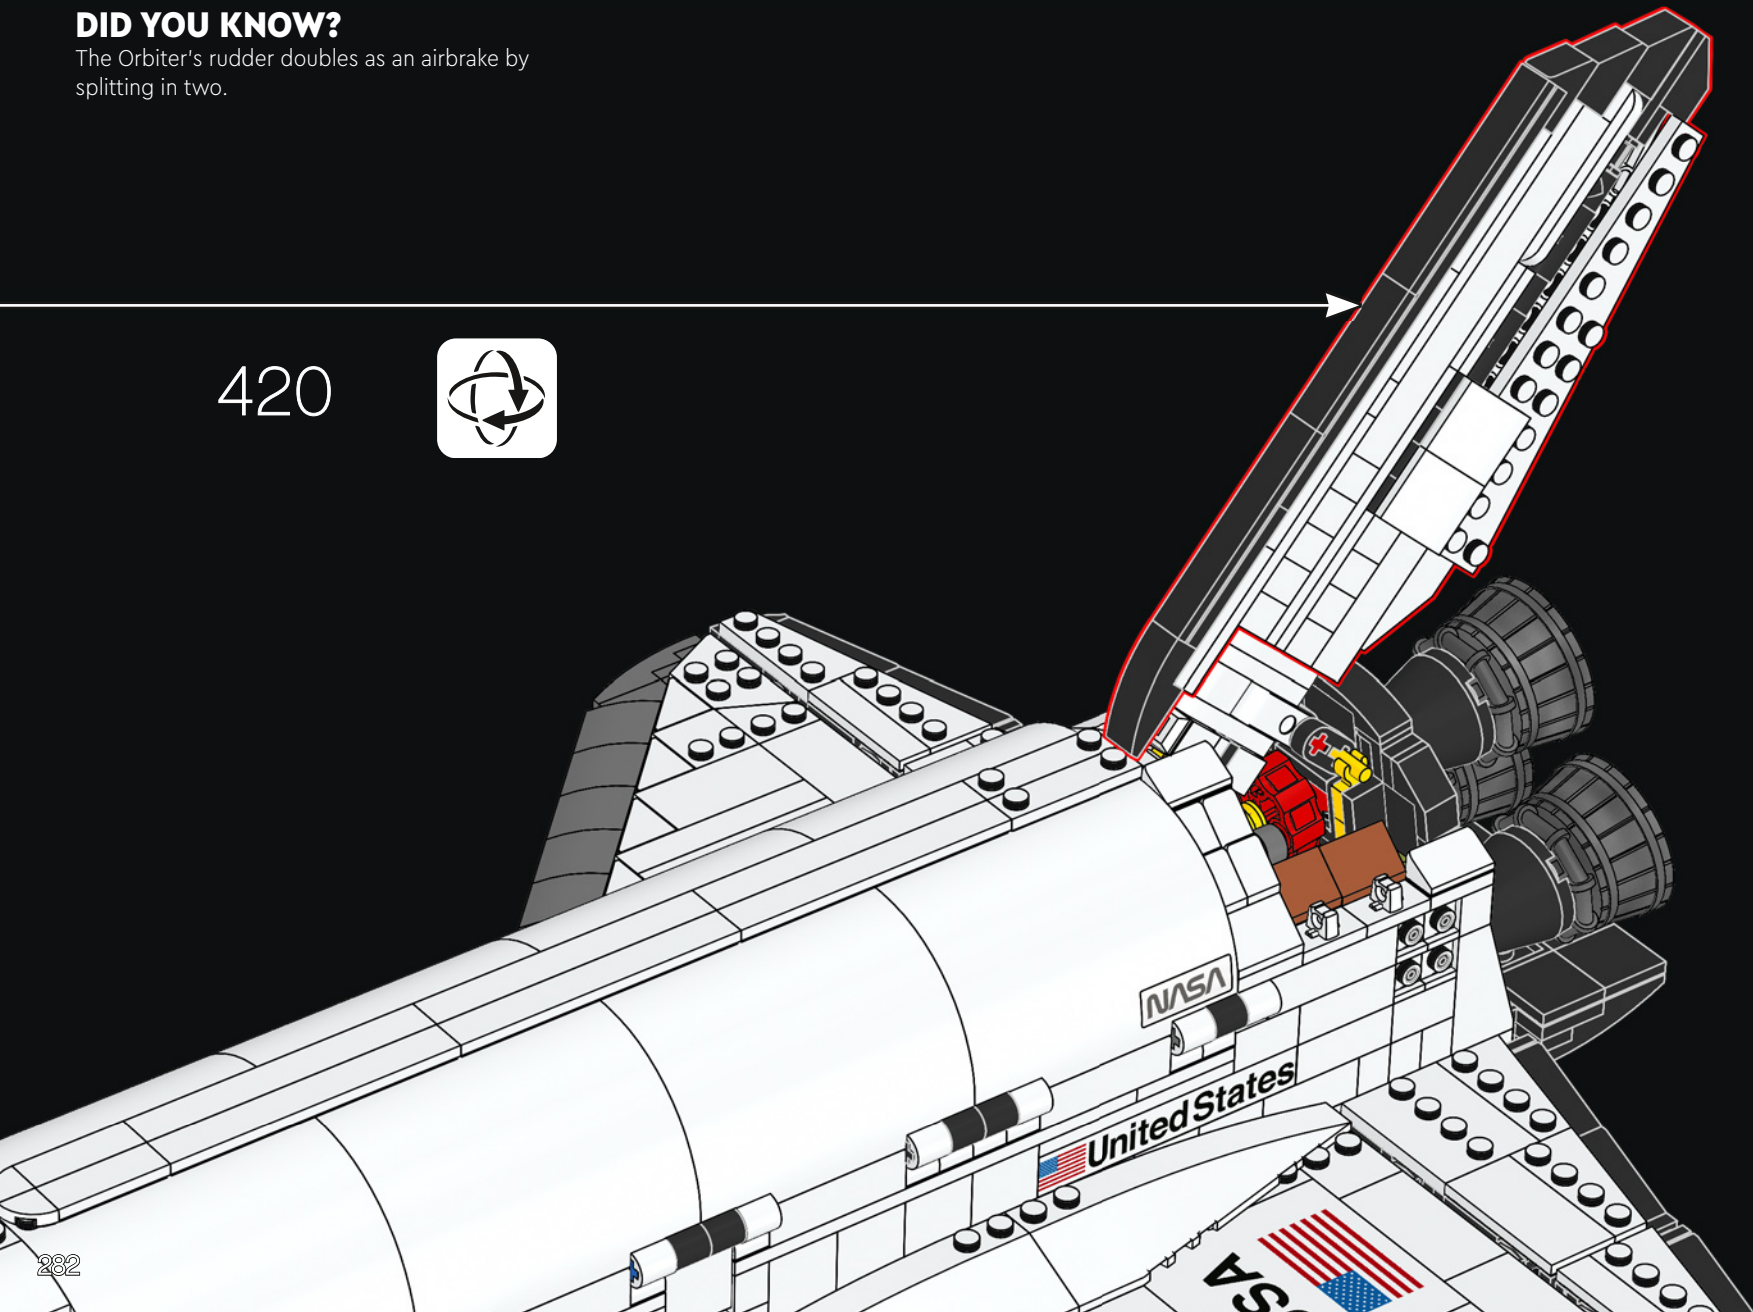 DID YOU KNOW?
The Orbiter's rudder doubles as an airbrake by
splitting in two.
420
NASA
United States
USA
282